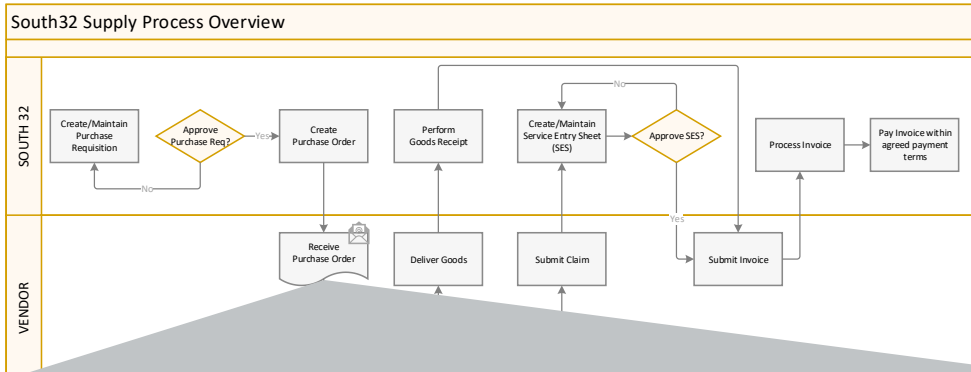 South32 Supply Process Overview
SOUTH 32
Create/Maintain
Purchase
Requisition
Approve
Purchase Req?
Yes
No
Create
Purchase Order
Perform
Goods Receipt
Create/Maintain
Service Entry Sheet
(SES)
No
Approve SES?
Yes
Process Invoice
Pay Invoice within
agreed payment
terms
VENDOR
Receive
Purchase Order
Deliver Goods
Submit Claim
Submit Invoice